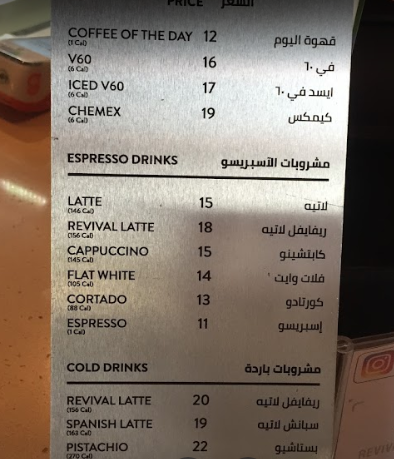 PRICE السعر
COFFEE OF THE DAY 12 قهوة اليوم
(1 Cal)
V60 16 في ٦٠
(6 Cal)
ICED V60 17 ايسد في ٦٠
(6 Cal)
CHEMEX 19 كيمكس
(6 Cal)
ESPRESSO DRINKS مشروبات الأسبريسو
LATTE 15 لاتيه
(146 Cal)
REVIVAL LATTE 18 ريفايفل لاتيه
(156 Cal)
CAPPUCCINO 15 كابتشينو
(145 Cal)
FLAT WHITE 14 فلات وايت
(105 Cal)
CORTADO 13 كورتادو
(88 Cal)
ESPRESSO 11 إسبريسو
(1 Cal)
COLD DRINKS مشروبات باردة
REVIVAL LATTE 20 ريفايفل لاتيه
(156 Cal)
SPANISH LATTE 19 سبانش لاتيه
(162 Cal)
PISTACHIO 22 بستاشيو
(270 Cal)
REVIV